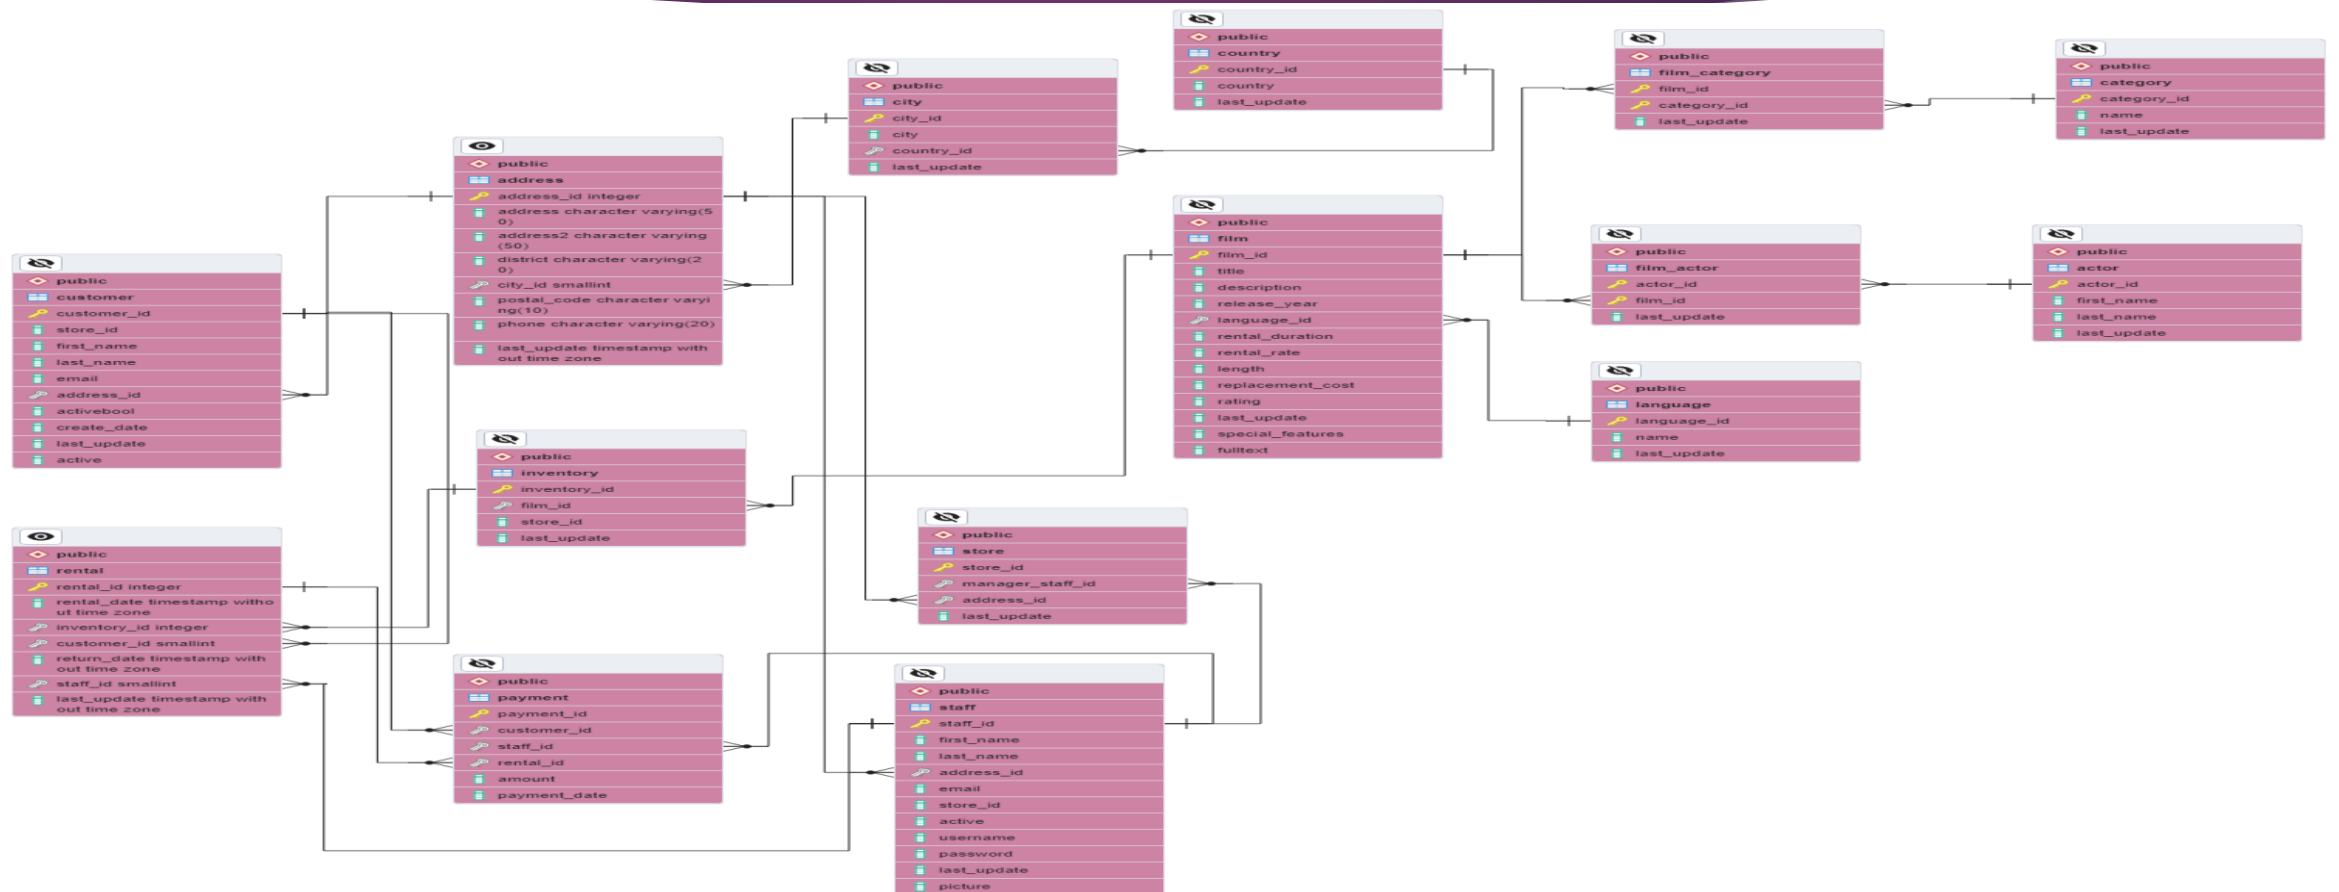 public
country
country_id
country
last_update
public
film_category
film_id
category_id
last_update
public
category
category_id
name
last_update
public
city
city_id
city
country_id
last_update
public
address
address_id integer
address character varying(5
0)
address2 character varying
(50)
district character varying(2
0)
city_id smallint
postal_code character varyi
ng(10)
phone character varying(20)
last_update timestamp with
out time zone
public
film
film_id
title
description
release_year
language_id
rental_duration
rental_rate
length
replacement_cost
rating
last_update
special_features
fulltext
public
film_actor
actor_id
film_id
last_update
public
actor
actor_id
first_name
last_name
last_update
public
customer
customer_id
store_id
first_name
last_name
email
address_id
activebool
create_date
last_update
active
public
language
language_id
name
last_update
public
inventory
inventory_id
film_id
store_id
last_update
public
store
store_id
manager_staff_id
address_id
last_update
public
rental
rental_id integer
rental_date timestamp witho
ut time zone
inventory_id integer
customer_id smallint
return_date timestamp with
out time zone
staff_id smallint
last_update timestamp with
out time zone
public
payment
payment_id
customer_id
staff_id
rental_id
amount
payment_date
public
staff
staff_id
first_name
last_name
address_id
email
store_id
active
username
password
last_update
picture